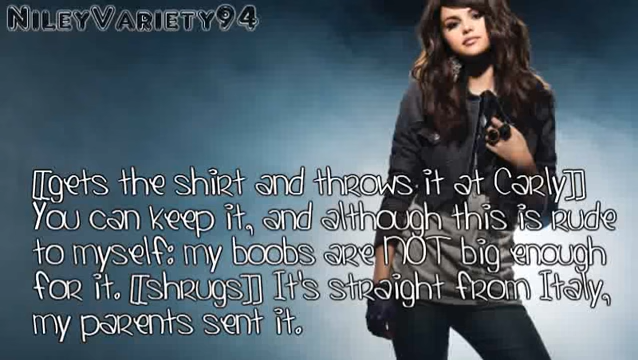 NileyVariety94
[[gets the shirt and throws it at Carly]]
You can keep it, and although this is rude
to myself: my boobs are NOT big enough
for it. [[shrugs]] It's straight from Italy,
my parents sent it.